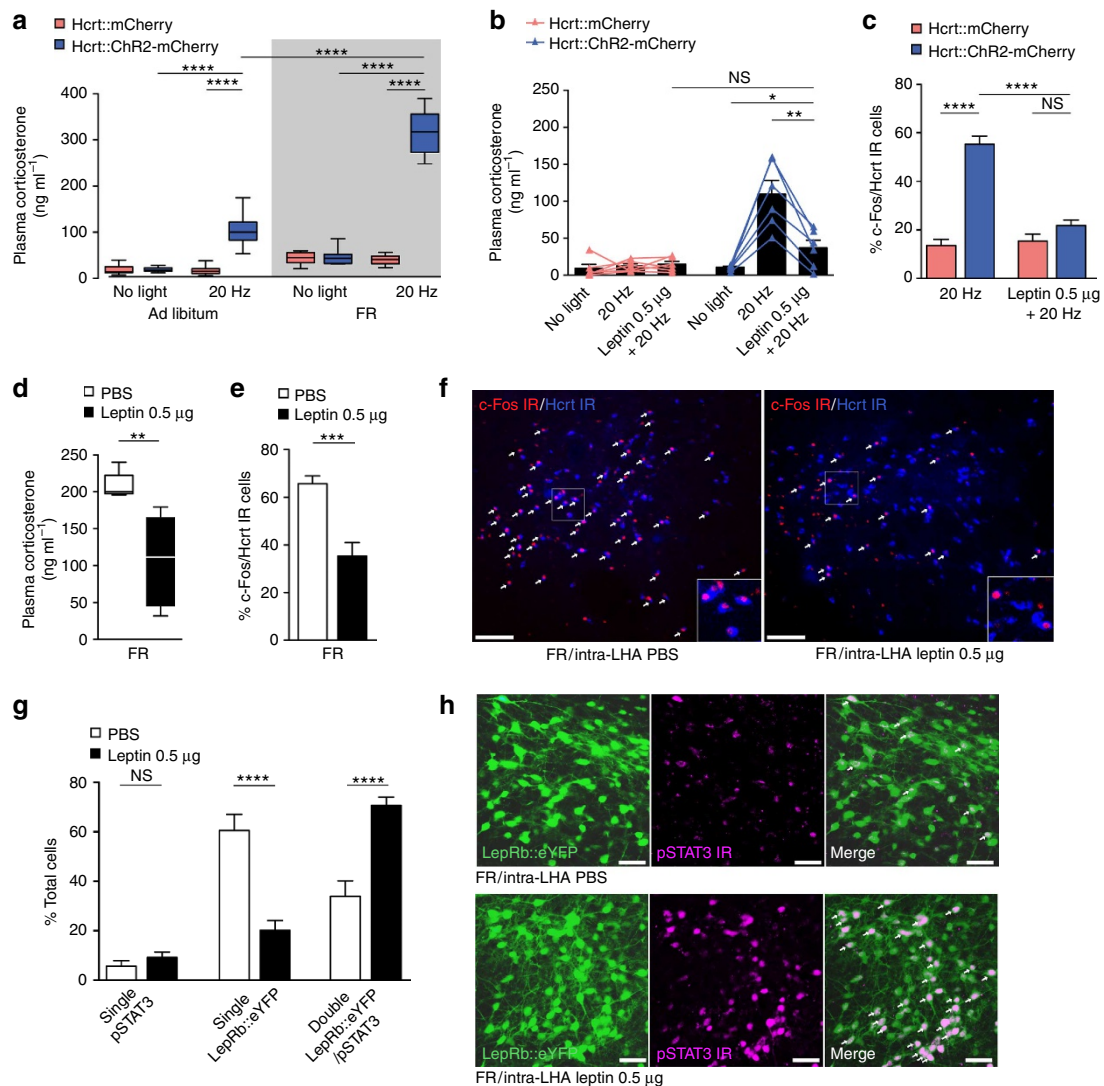 a
Hcrt::mCherry
Hcrt::ChR2-mCherry
****
**** ****
**** ****
Plasma corticosterone
(ng ml−1)
400
300
200
100
0
No light 20 Hz No light 20 Hz
Ad libitum FR
b
Hcrt::mCherry
Hcrt::ChR2-mCherry
NS
*
**
Plasma corticosterone
(ng ml−1)
250
200
150
100
50
0
No light
20 Hz
Leptin 0.5 µg
+ 20 Hz
No light
20 Hz
Leptin 0.5 µg
+ 20 Hz
c
Hcrt::mCherry
Hcrt::ChR2-mCherry
****
**** NS
% c-Fos/Hcrt IR cells
80
60
40
20
0
20 Hz Leptin 0.5 µg
+ 20 Hz
d
PBS
Leptin 0.5 µg
**
Plasma corticosterone
(ng ml−1)
250
200
150
100
50
0
FR
e
PBS
Leptin 0.5 µg
***
% c-Fos/Hcrt IR cells
80
60
40
20
0
FR
f
c-Fos IR/Hcrt IR
c-Fos IR/Hcrt IR
FR/intra-LHA PBS
FR/intra-LHA leptin 0.5 µg
g
PBS
Leptin 0.5 µg
NS **** ****
% Total cells
80
60
40
20
0
Single
pSTAT3
Single
LepRb::eYFP
Double
LepRb::eYFP
/pSTAT3
h
LepRb::eYFP pSTAT3 IR Merge
FR/intra-LHA PBS
LepRb::eYFP pSTAT3 IR Merge
FR/intra-LHA leptin 0.5 µg